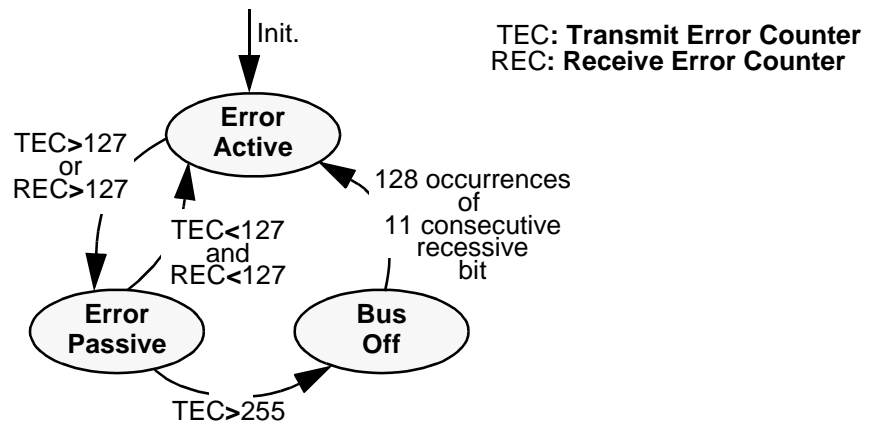 Init.
TEC: Transmit Error Counter
REC: Receive Error Counter
Error
Active
TEC>127
or
REC>127
128 occurrences
of
11 consecutive
recessive
bit
TEC<127
and
REC<127
Error
Passive
Bus
Off
TEC>255